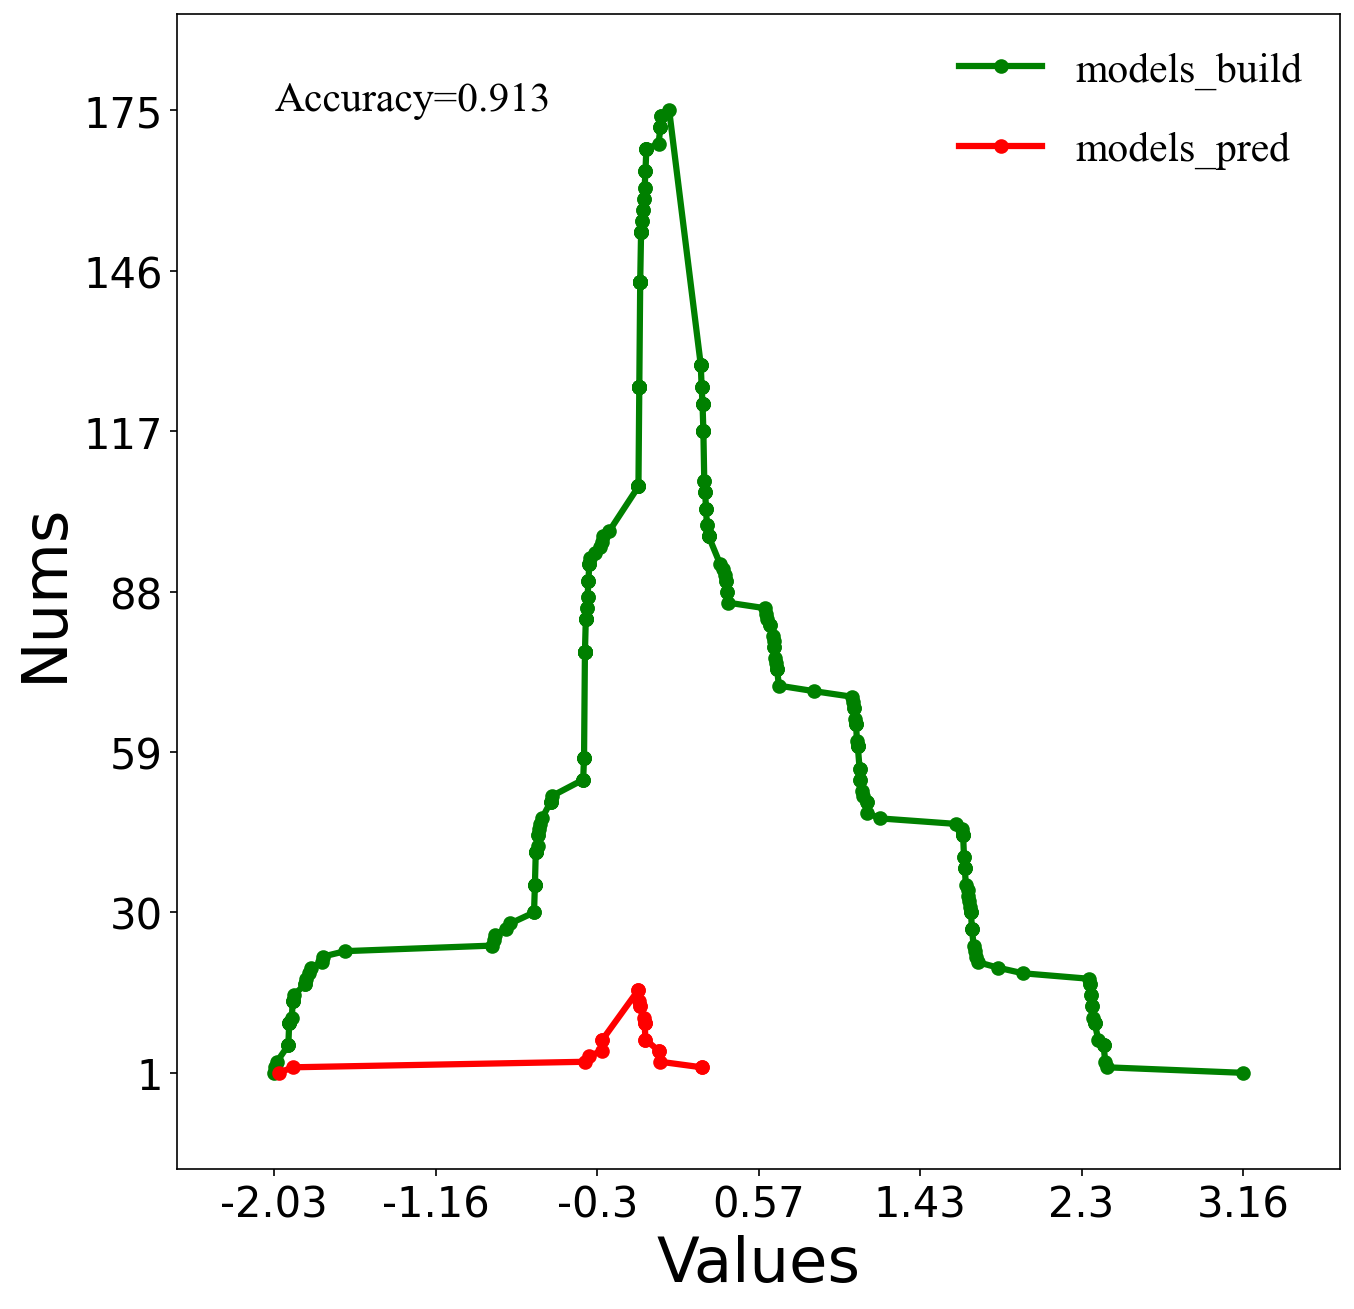 Accuracy=0.913
models_build
models_pred
Nums
175
146
117
88
59
30
1
-2.03 -1.16 -0.3 0.57 1.43 2.3 3.16
Values